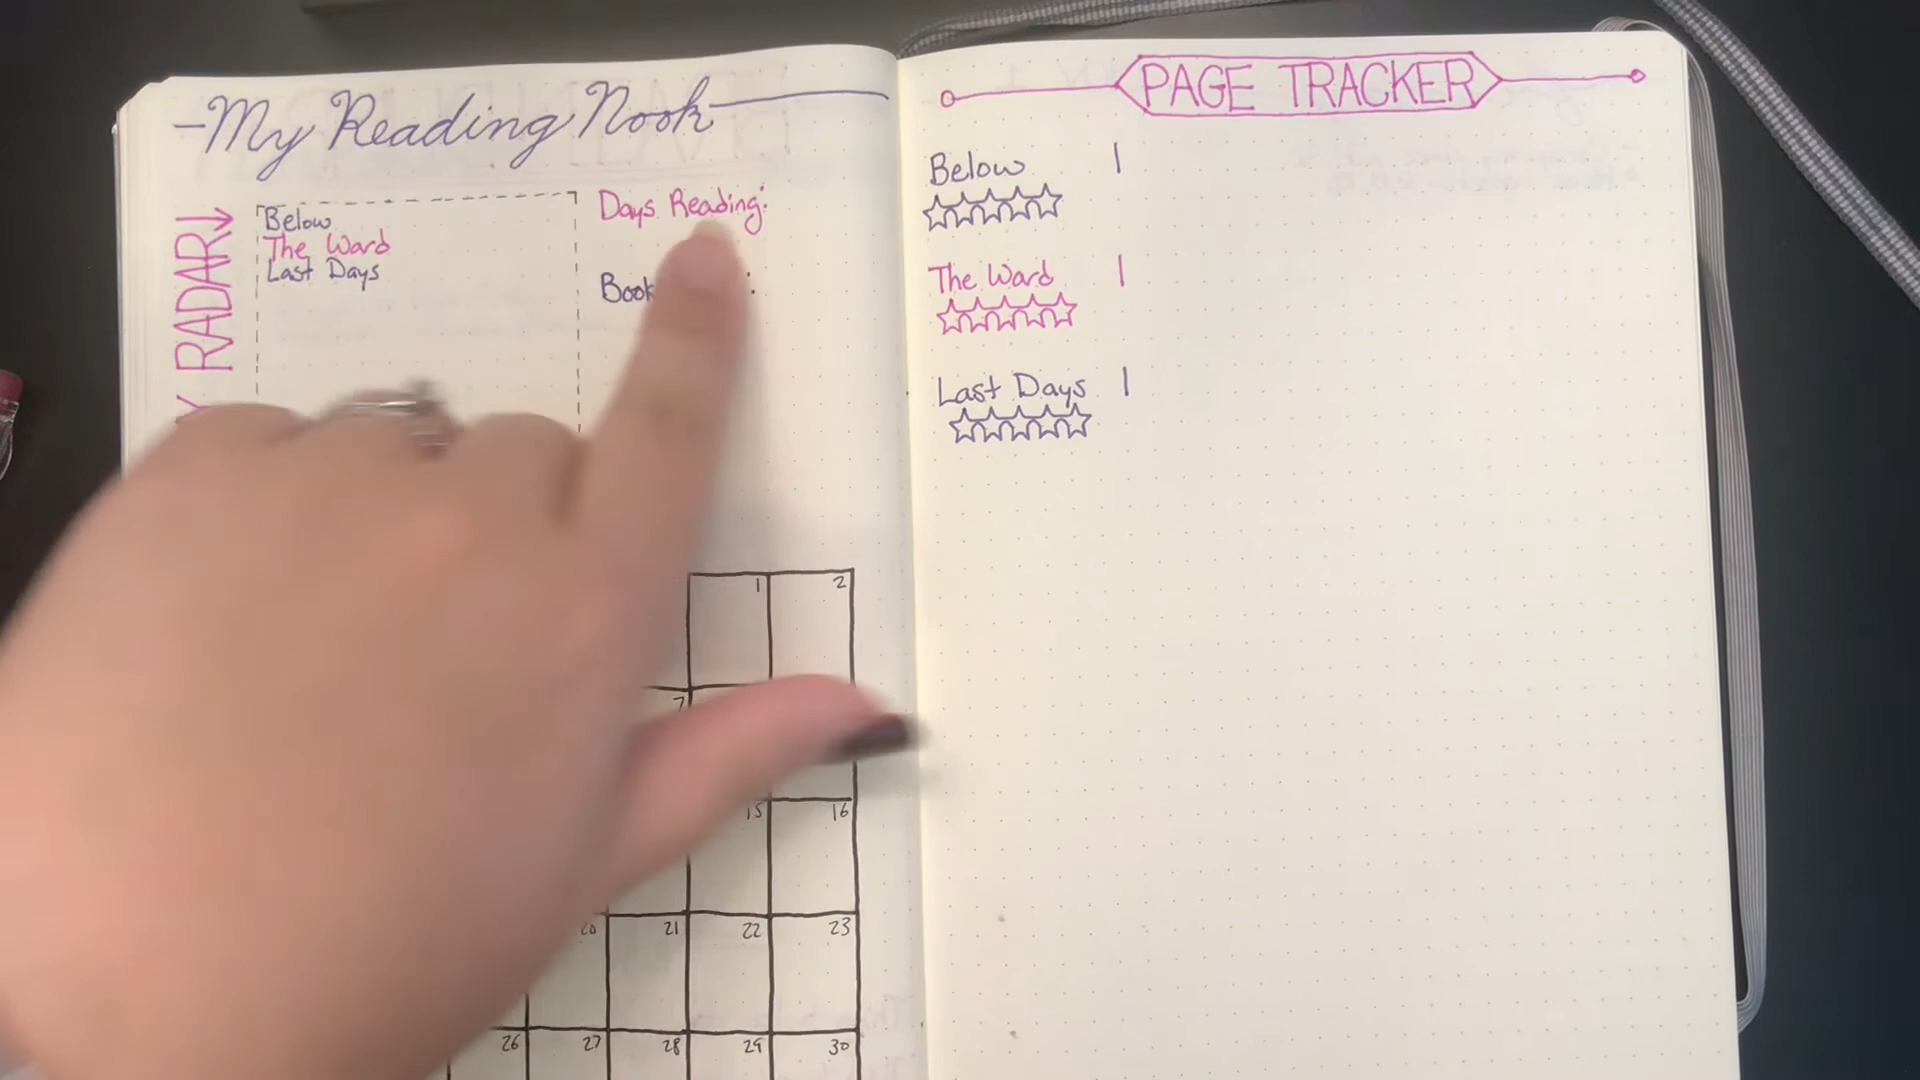 My Reading Nook
RADAR
Below
The Ward
Last Days
Days Reading:
1 2
7
15 16
20 21 22 23
26 27 28 29 30
PAGE TRACKER
Below 1
The Ward 1
Last Days 1